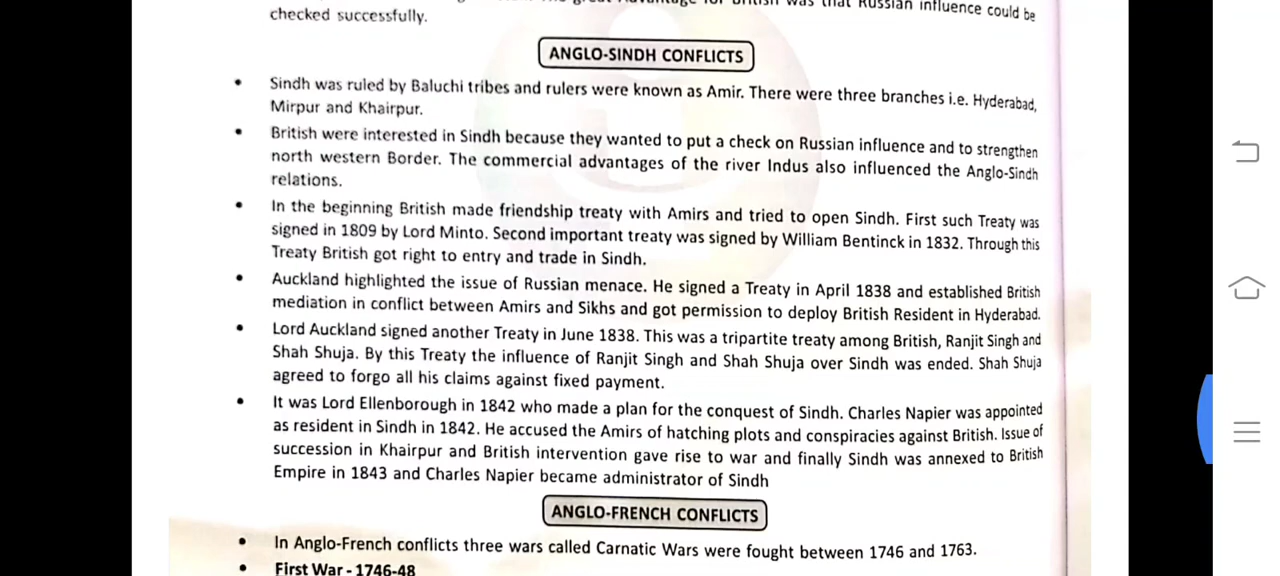 Russian influence could be
checked successfully.
ANGLO-SINDH CONFLICTS
• Sindh was ruled by Baluchi tribes and rulers were known as Amir. There were three branches i.e. Hyderabad,
Mirpur and Khairpur.
• British were interested in Sindh because they wanted to put a check on Russian influence and to strengthen
north western Border. The commercial advantages of the river Indus also influenced the Anglo-Sindh
relations.
• In the beginning British made friendship treaty with Amirs and tried to open Sindh. First such Treaty was
signed in 1809 by Lord Minto. Second important treaty was signed by William Bentinck in 1832. Through this
Treaty British got right to entry and trade in Sindh.
• Auckland highlighted the issue of Russian menace. He signed a Treaty in April 1838 and established British
mediation in conflict between Amirs and Sikhs and got permission to deploy British Resident in Hyderabad.
• Lord Auckland signed another Treaty in June 1838. This was a tripartite treaty among British, Ranjit Singh and
Shah Shuja. By this Treaty the influence of Ranjit Singh and Shah Shuja over Sindh was ended. Shah Shuja
agreed to forgo all his claims against fixed payment.
• It was Lord Ellenborough in 1842 who made a plan for the conquest of Sindh. Charles Napier was appointed
as resident in Sindh in 1842. He accused the Amirs of hatching plots and conspiracies against British. Issue of
succession in Khairpur and British intervention gave rise to war and finally Sindh was annexed to British
Empire in 1843 and Charles Napier became administrator of Sindh
ANGLO-FRENCH CONFLICTS
• In Anglo-French conflicts three wars called Carnatic Wars were fought between 1746 and 1763.
• First War - 1746-48